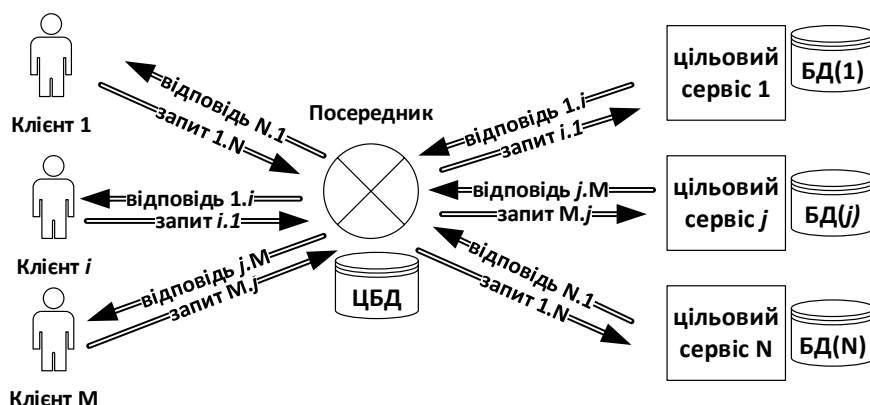 Клієнт 1
відповідь N.1
запит 1.N
Клієнт i
відповідь 1.i
запит i.1
Клієнт М
відповідь j.М
запит М.j
Посередник
ЦБД
відповідь 1.i
запит i.1
відповідь j.М
запит М.j
відповідь N.1
запит 1.N
цільовий
сервіс 1
БД(1)
цільовий
сервіс j
БД(j)
цільовий
сервіс N
БД(N)